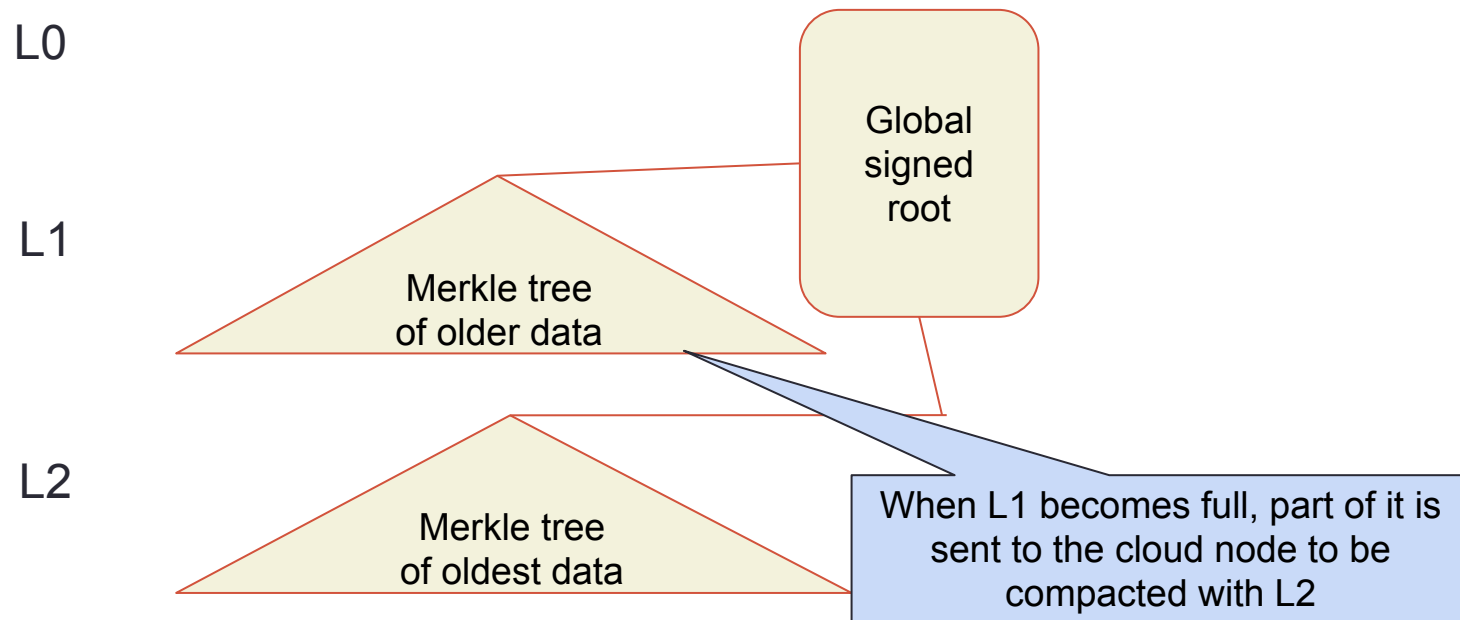 L0
Global
signed
root
L1
Merkle tree
of older data
L2
Merkle tree
of oldest data
When L1 becomes full, part of it is
sent to the cloud node to be
compacted with L2